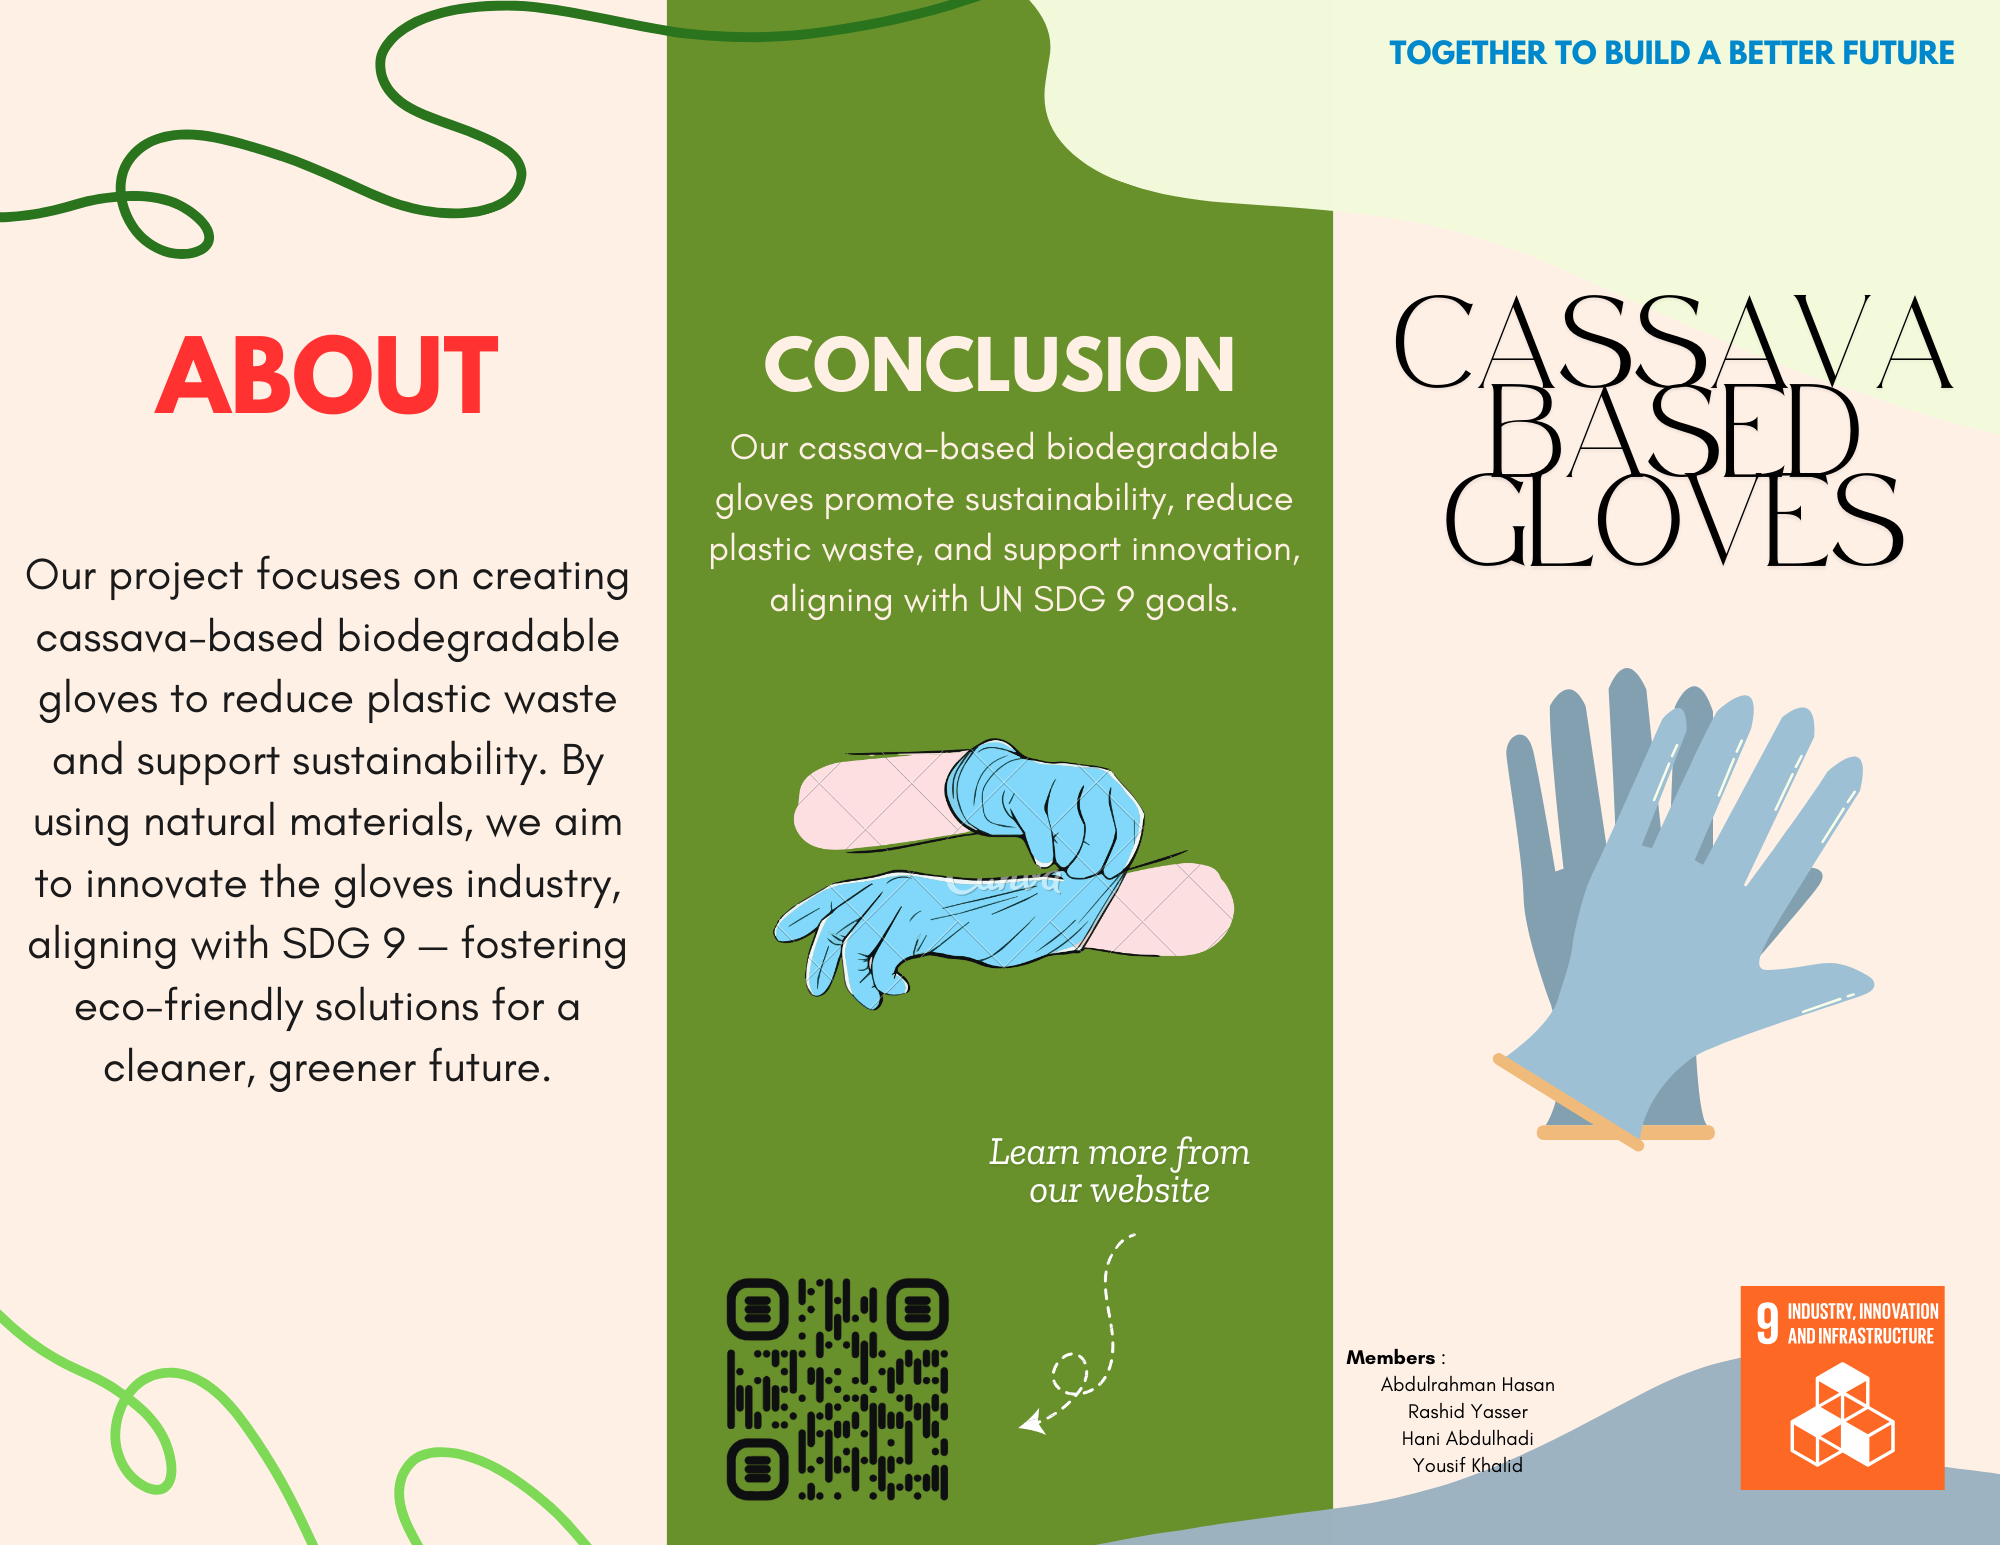 ABOUT
Our project focuses on creating
cassava-based biodegradable
gloves to reduce plastic waste
and support sustainability. By
using natural materials, we aim
to innovate the gloves industry,
aligning with SDG 9 — fostering
eco-friendly solutions for a
cleaner, greener future.
CONCLUSION
Our cassava-based biodegradable
gloves promote sustainability, reduce
plastic waste, and support innovation,
aligning with UN SDG 9 goals.
Canva
Learn more from
our website
TOGETHER TO BUILD A BETTER FUTURE
CASSAVA
BASED
GLOVES
Members :
Abdulrahman Hasan
Rashid Yasser
Hani Abdulhadi
Yousif Khalid
9 INDUSTRY, INNOVATION
AND INFRASTRUCTURE